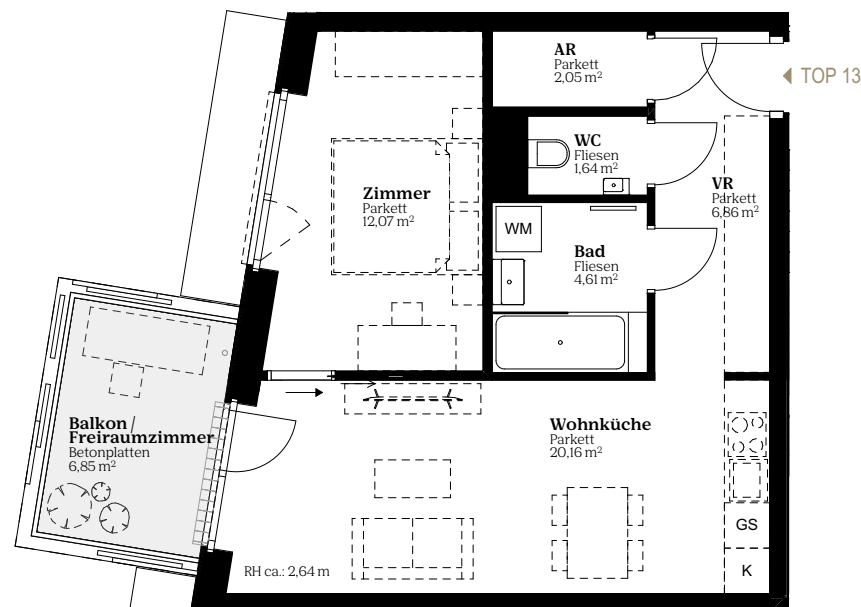 AR
Parkett
2,05 m²
TOP 13
WC
Fliesen
1,64 m²
VR
Parkett
6,86 m²
Zimmer
Parkett
12,07 m²
WM
Bad
Fliesen
4,61 m²
Balkon /
Freiraumzimmer
Betonplatten
6,85 m²
Wohnküche
Parkett
20,16 m²
GS
K
RH ca.: 2,64 m